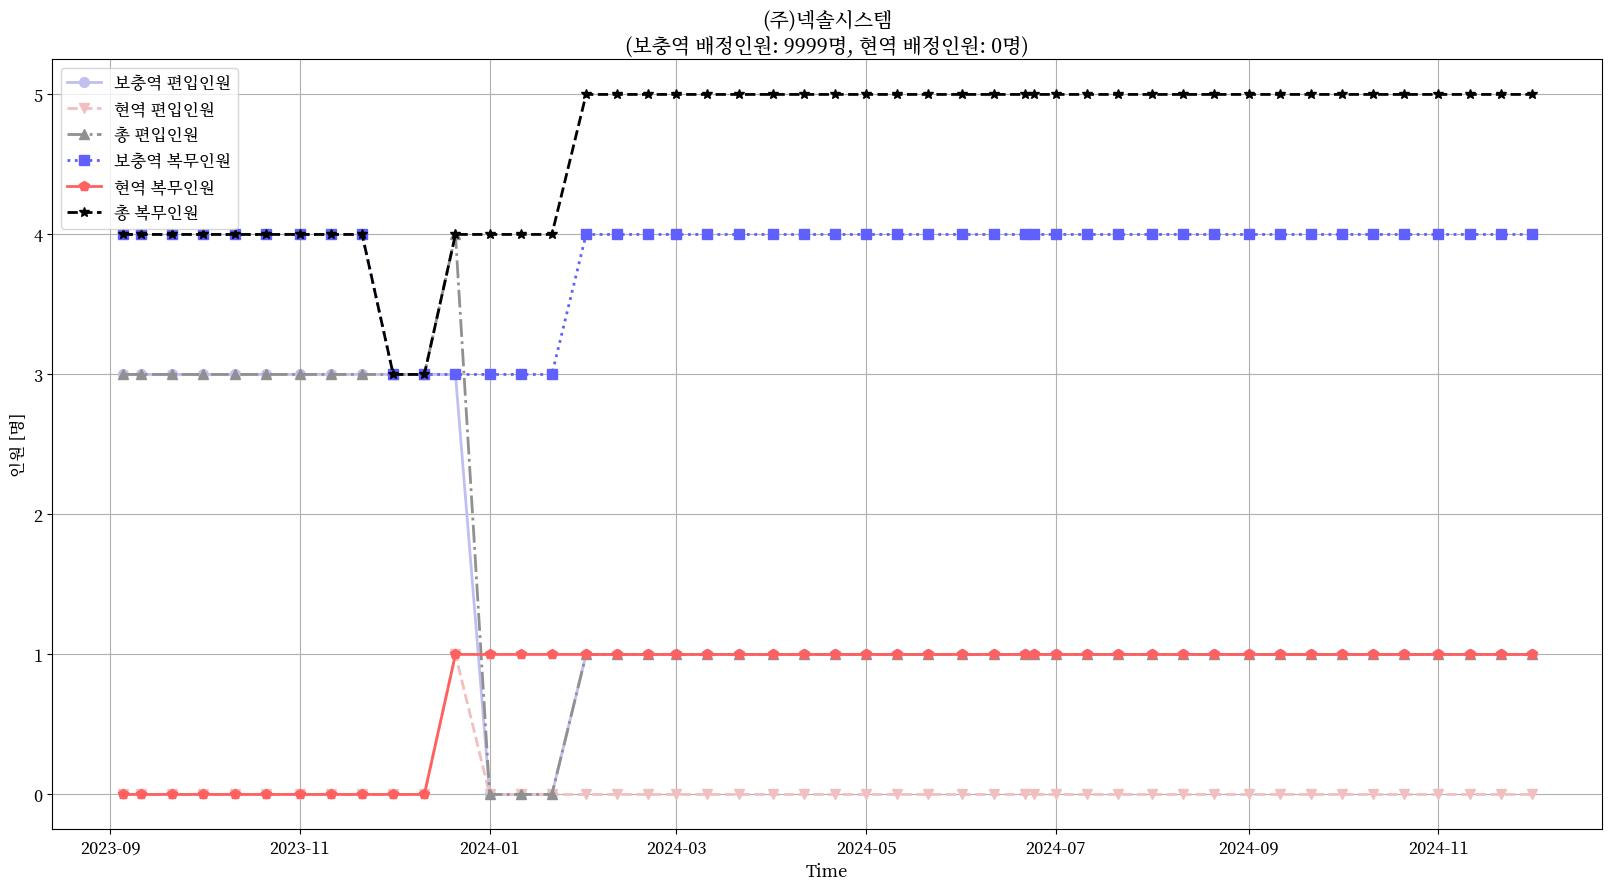 (주)넥솔시스템
(보충역 배정인원: 9999명, 현역 배정인원: 0명)
보충역 편입인원
현역 편입인원
총 편입인원
보충역 복무인원
현역 복무인원
총 복무인원
인원 [명]
5
4
3
2
1
0
2023-09
2023-11
2024-01
2024-03
2024-05
2024-07
2024-09
2024-11
Time